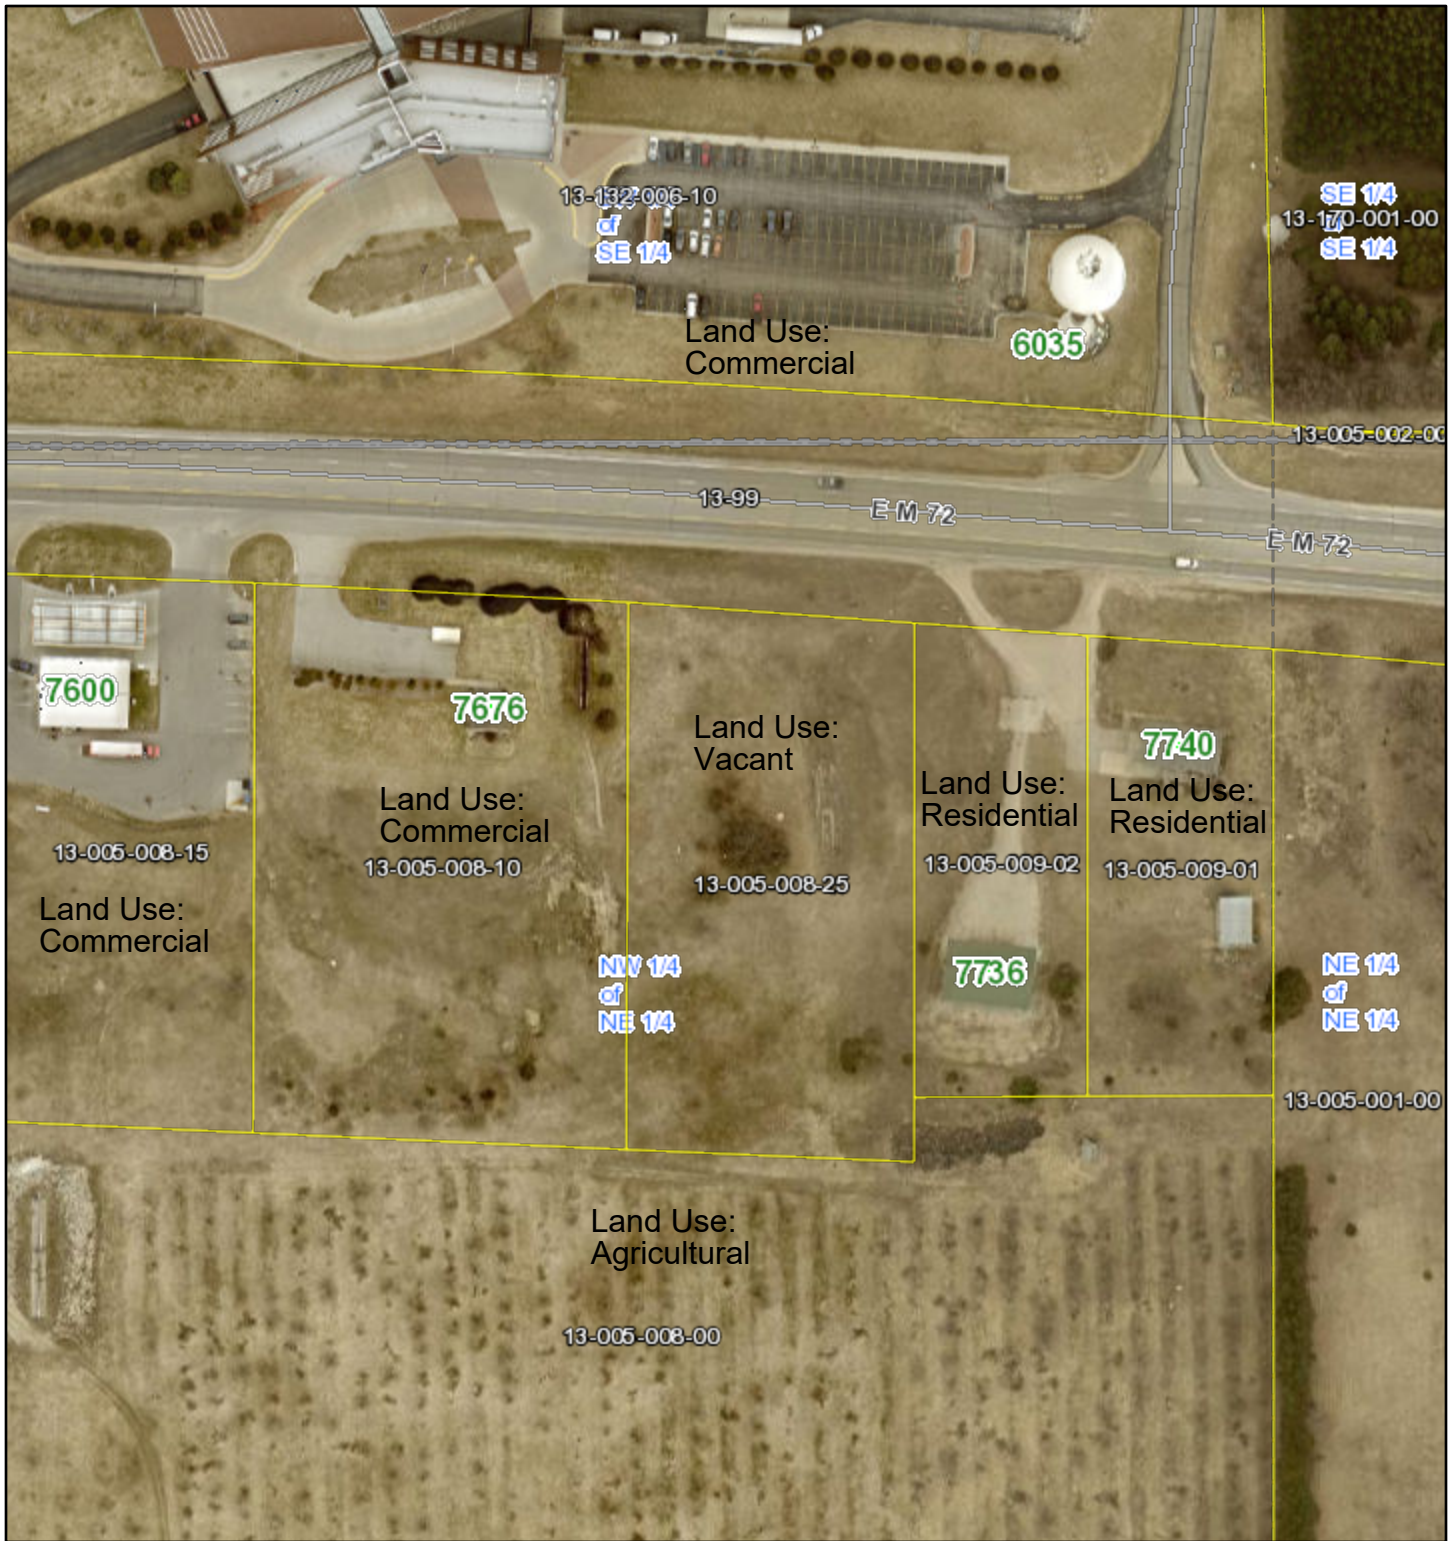 13-132-006-10
of
SE 1/4
SE 1/4
13-170-001-00
SE 1/4
Land Use:
Commercial
6035
13-005-002-00
13-99
E M 72
E M 72
7600
7676
7740
Land Use:
Vacant
Land Use:
Residential
Land Use:
Residential
Land Use:
Commercial
13-005-008-15
13-005-008-10
13-005-008-25
13-005-009-02
13-005-009-01
Land Use:
Commercial
NW 1/4
of
NE 1/4
7736
NE 1/4
of
NE 1/4
13-005-001-00
Land Use:
Agricultural
13-005-008-00